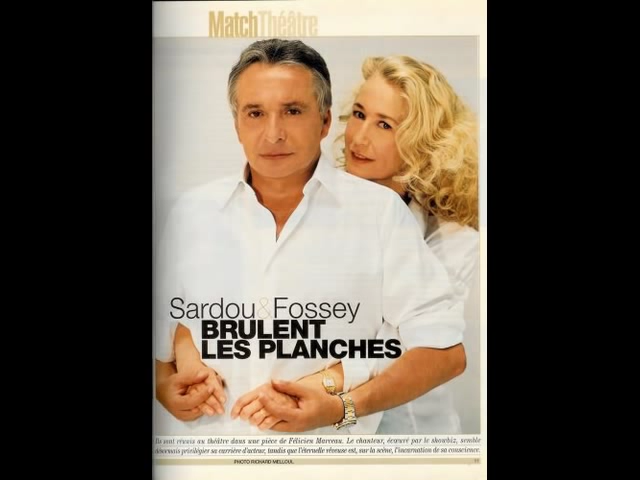 MatchThéâtre
Sardou&Fossey
BRULENT
LES PLANCHES
Ils sont réunis au théâtre dans une pièce de Félicien Marceau. Le chanteur, écœuré par le showbiz, semble
désormais privilégier sa carrière d'acteur, tandis que l'éternelle rêveuse est, sur la scène, l'incarnation de sa conscience.
PHOTO RICHARD MELLOUL